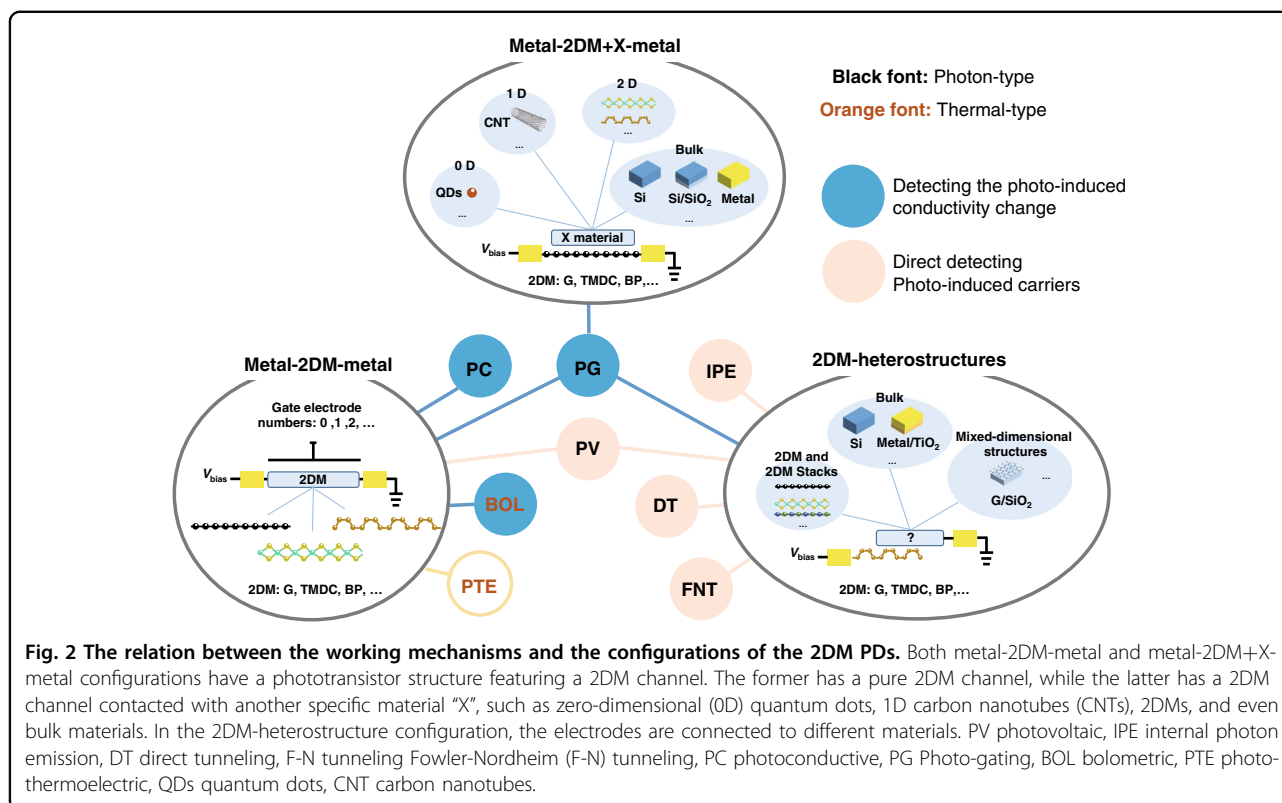 Metal-2DM+X-metal
1 D
CNT
...
2 D
...
0 D
QDs
...
Bulk
Si
Si/SiO₂
Metal
...
X material
V_bias
2DM: G, TMDC, BP,...
Black font: Photon-type
Orange font: Thermal-type
Detecting the photo-induced
conductivity change
Direct detecting
Photo-induced carriers
Metal-2DM-metal
Gate electrode
numbers: 0 ,1 ,2, ...
V_bias
2DM
2DM: G, TMDC, BP, ...
PC
PG
IPE
PV
BOL
DT
PTE
FNT
2DM-heterostructures
Bulk
Si
Metal/TiO₂
...
2DM and
2DM Stacks
...
Mixed-dimensional
structures
...
G/SiO₂
?
V_bias
2DM: G, TMDC, BP,...
Fig. 2 The relation between the working mechanisms and the configurations of the 2DM PDs. Both metal-2DM-metal and metal-2DM+X-
metal configurations have a phototransistor structure featuring a 2DM channel. The former has a pure 2DM channel, while the latter has a 2DM
channel contacted with another specific material “X”, such as zero-dimensional (0D) quantum dots, 1D carbon nanotubes (CNTs), 2DMs, and even
bulk materials. In the 2DM-heterostructure configuration, the electrodes are connected to different materials. PV photovoltaic, IPE internal photon
emission, DT direct tunneling, F-N tunneling Fowler-Nordheim (F-N) tunneling, PC photoconductive, PG Photo-gating, BOL bolometric, PTE photo-
thermoelectric, QDs quantum dots, CNT carbon nanotubes.